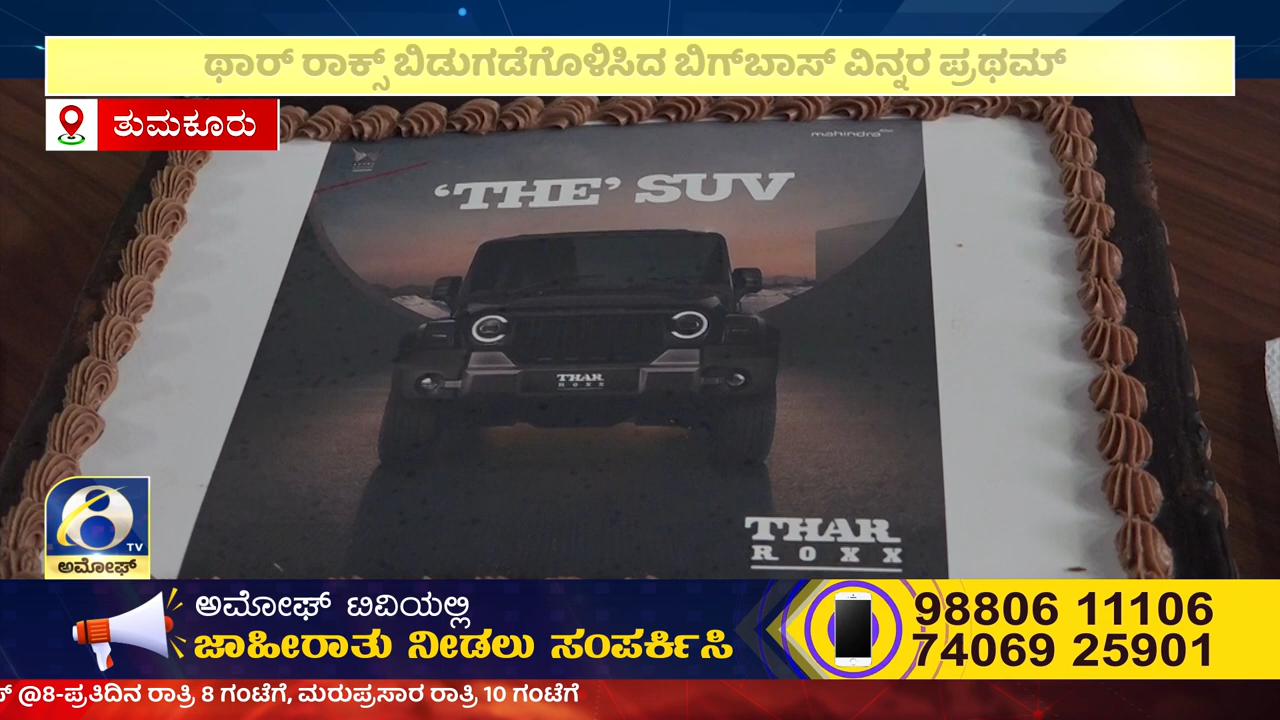 ಥಾರ್ ರಾಕ್ಸ್ ಬಿಡುಗಡೆಗೊಳಿಸಿದ ಬಿಗ್‌ಬಾಸ್ ವಿನ್ನರ ಪ್ರಥಮ್
ತುಮಕೂರು
mahindra
‘THE’ SUV
THAR
ROXX
THAR
ROXX
8
TV
ಅಮೋಘ್
ಅಮೋಘ್ ಟಿವಿಯಲ್ಲಿ
ಜಾಹೀರಾತು ನೀಡಲು ಸಂಪರ್ಕಿಸಿ
98806 11106
74069 25901
@8-ಪ್ರತಿದಿನ ರಾತ್ರಿ 8 ಗಂಟೆಗೆ, ಮರುಪ್ರಸಾರ ರಾತ್ರಿ 10 ಗಂಟೆಗೆ